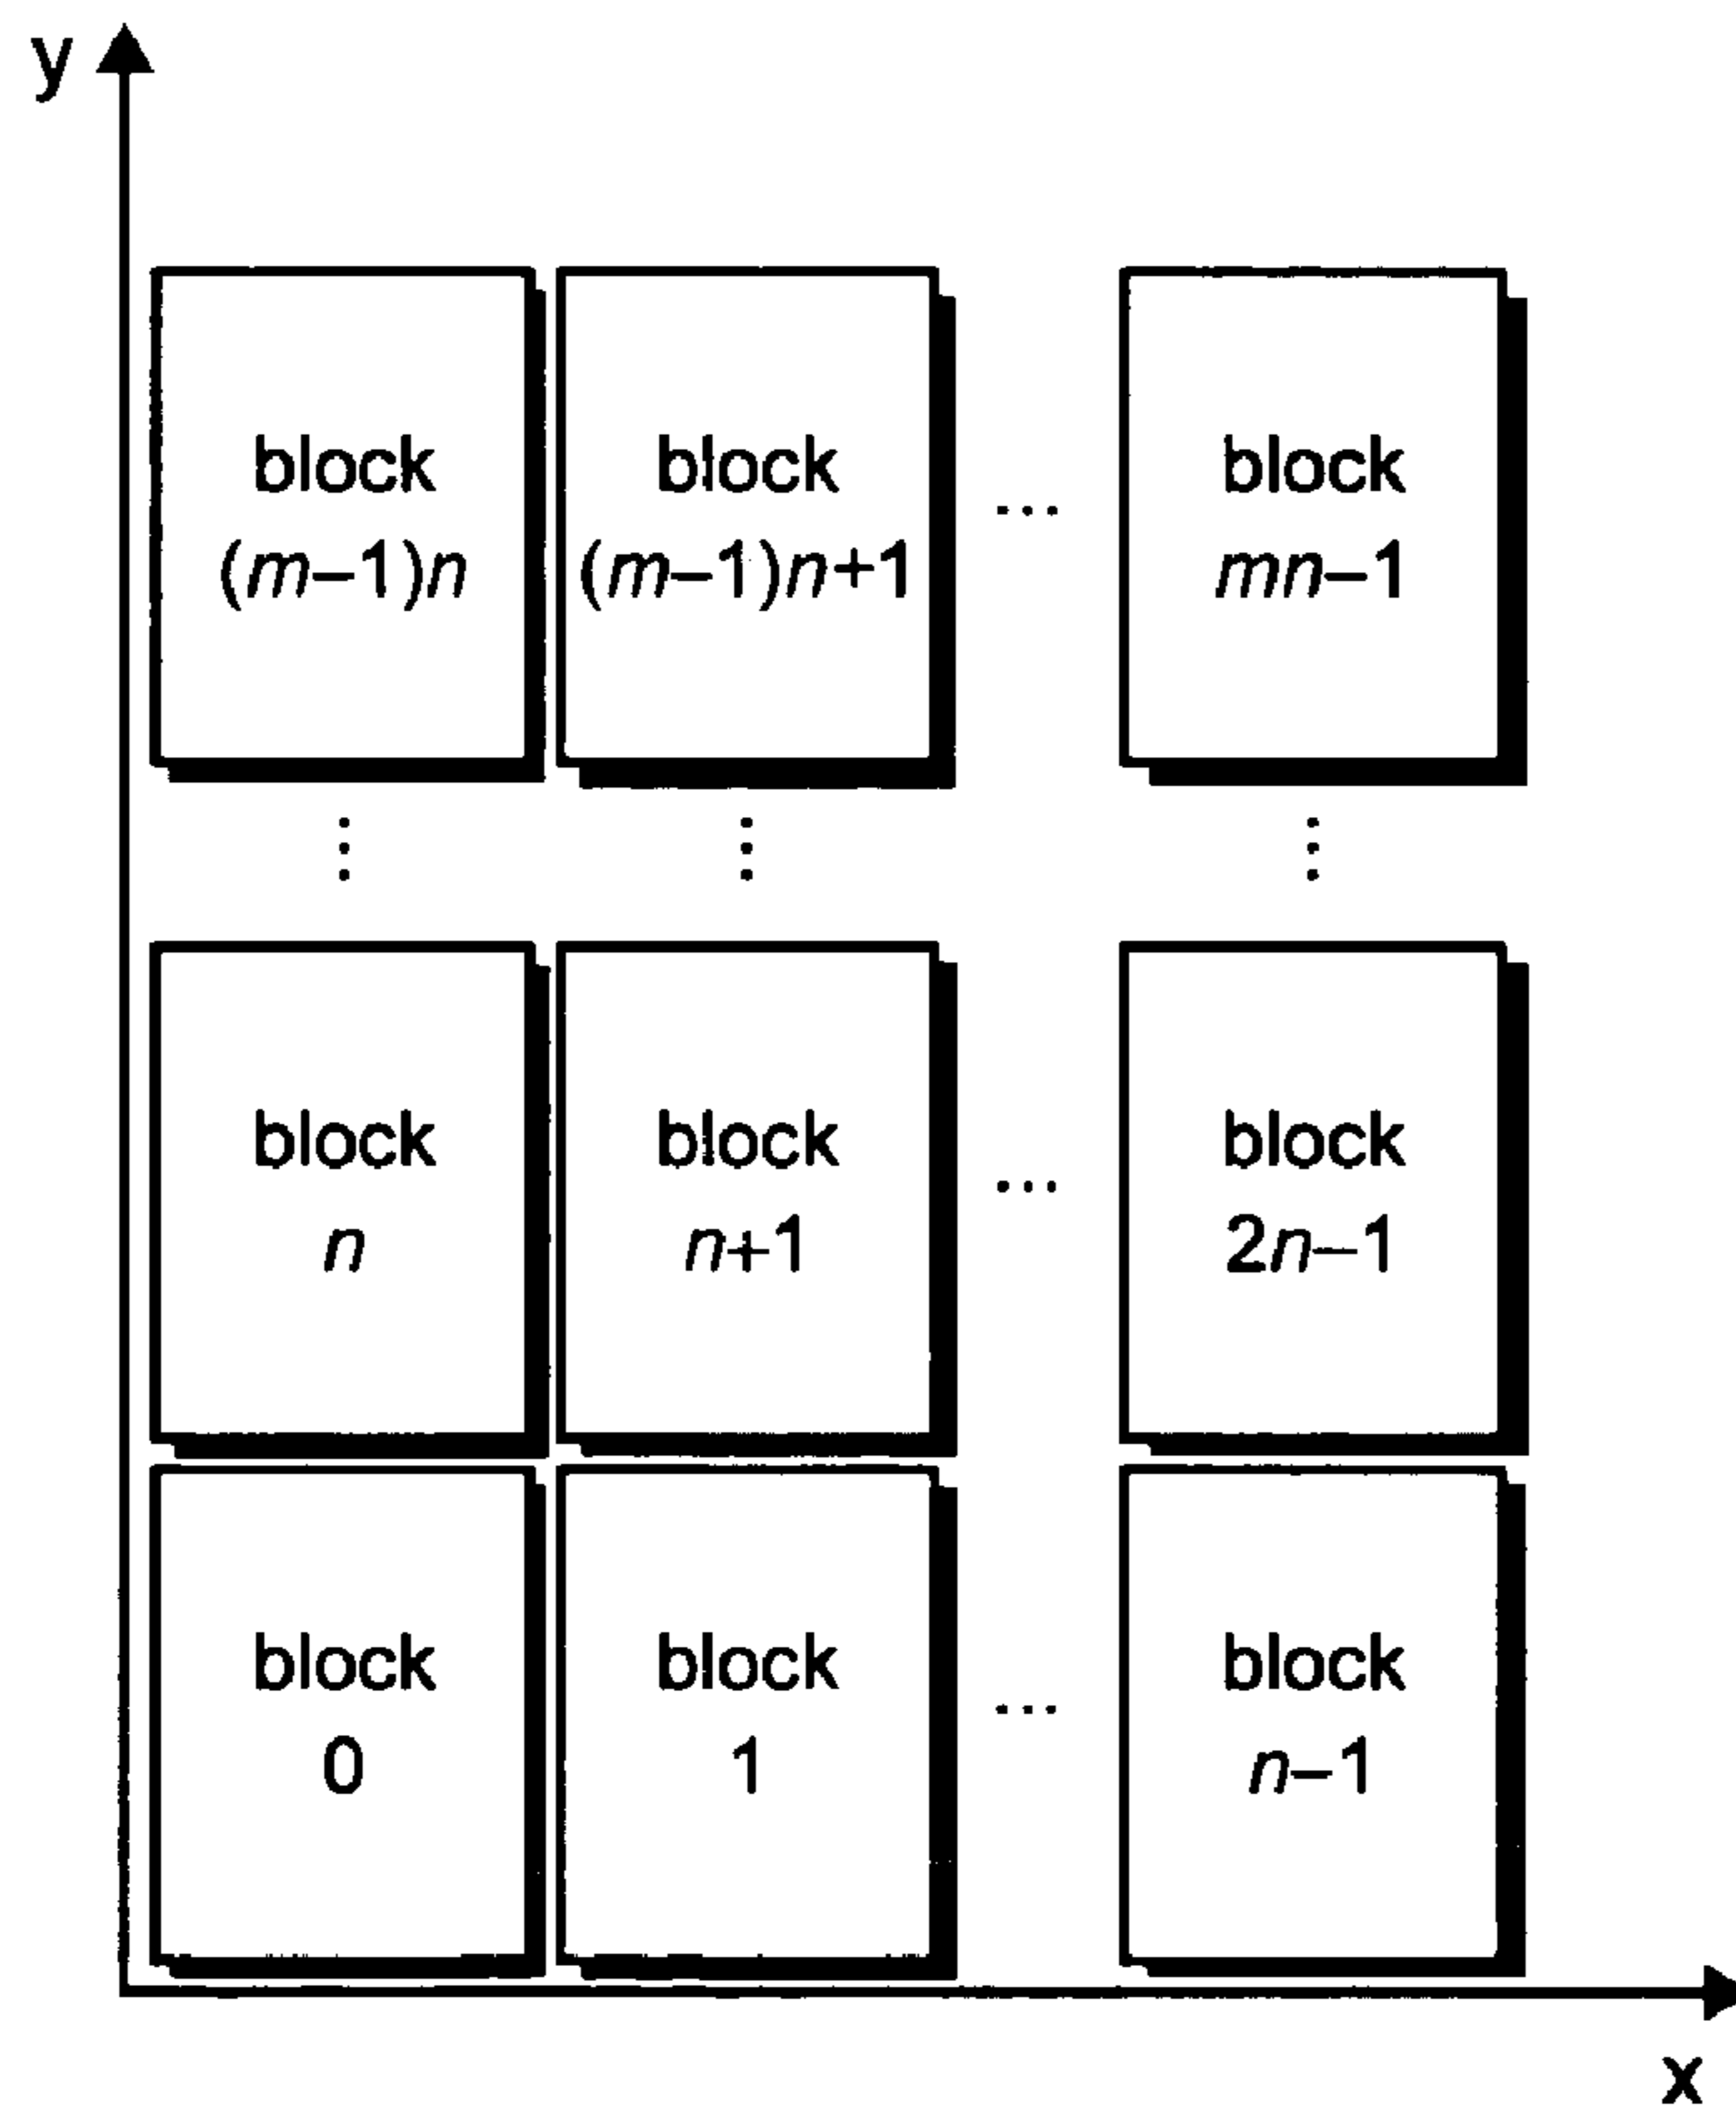 y
block
(m–1)n
block
(m–1)n+1
...
block
mn–1
block
n
block
n+1
...
block
2n–1
block
0
block
1
...
block
n–1
x